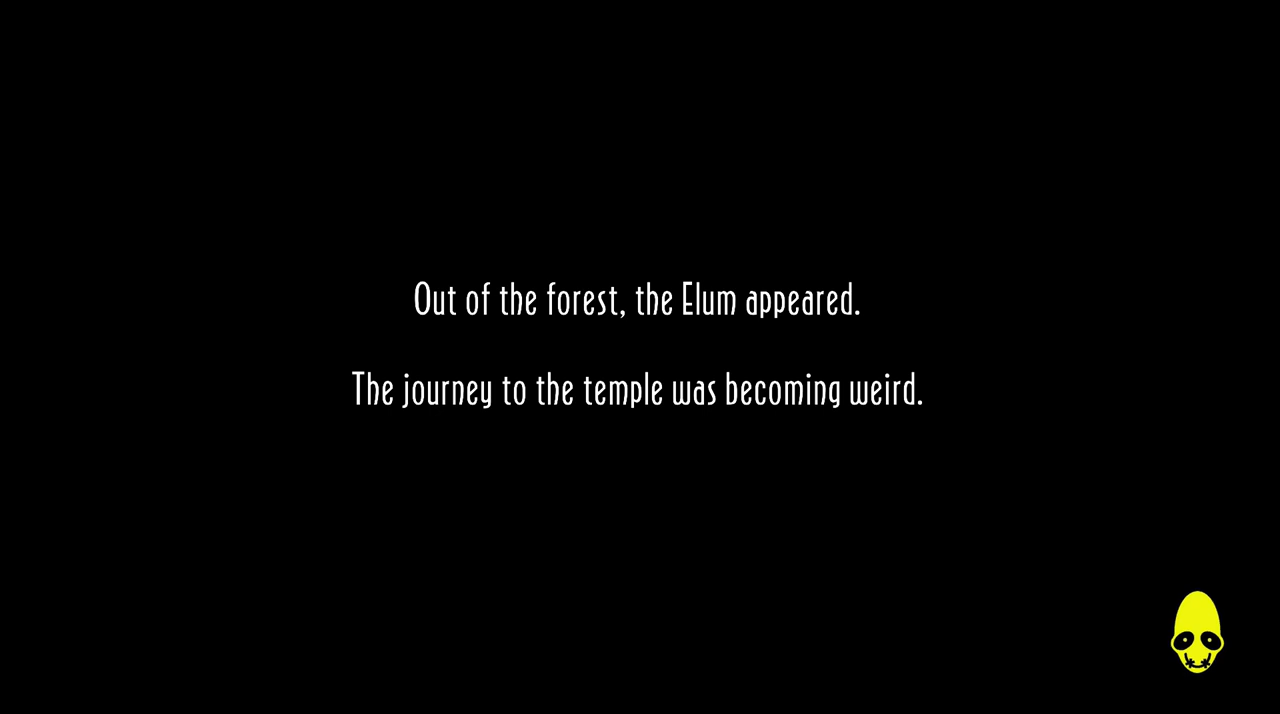 Out of the forest, the Elum appeared.
The journey to the temple was becoming weird.